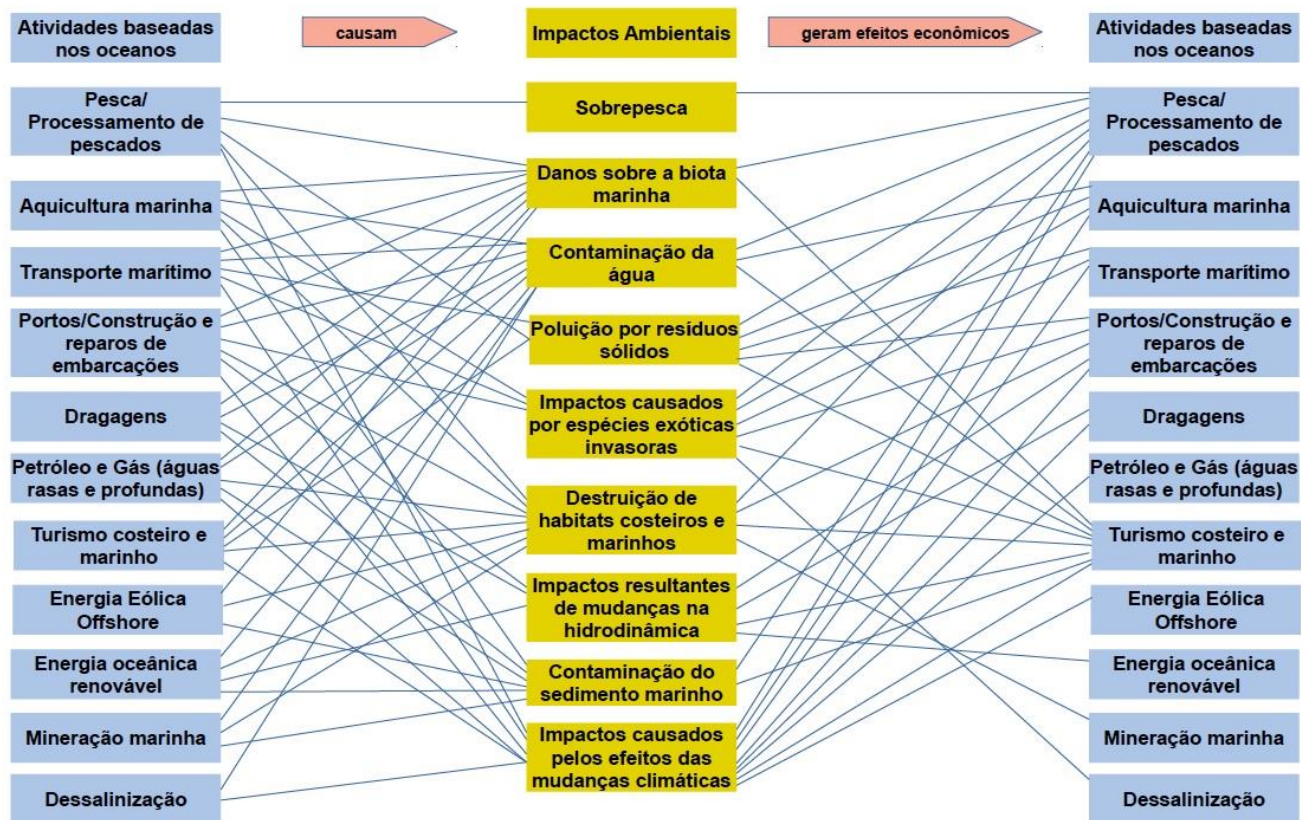 Atividades baseadas
nos oceanos
causam
Impactos Ambientais
geram efeitos econômicos
Atividades baseadas
nos oceanos
Pesca/
Processamento de
pescados
Aquicultura marinha
Transporte marítimo
Portos/Construção e
reparos de
embarcações
Dragagens
Petróleo e Gás (águas
rasas e profundas)
Turismo costeiro e
marinho
Energia Eólica
Offshore
Energia oceânica
renovável
Mineração marinha
Dessalinização
Sobrepesca
Danos sobre a biota
marinha
Contaminação da
água
Poluição por resíduos
sólidos
Impactos causados
por espécies exóticas
invasoras
Destruição de
habitats costeiros e
marinhos
Impactos resultantes
de mudanças na
hidrodinâmica
Contaminação do
sedimento marinho
Impactos causados
pelos efeitos das
mudanças climáticas
Pesca/
Processamento de
pescados
Aquicultura marinha
Transporte marítimo
Portos/Construção e
reparos de
embarcações
Dragagens
Petróleo e Gás (águas
rasas e profundas)
Turismo costeiro e
marinho
Energia Eólica
Offshore
Energia oceânica
renovável
Mineração marinha
Dessalinização